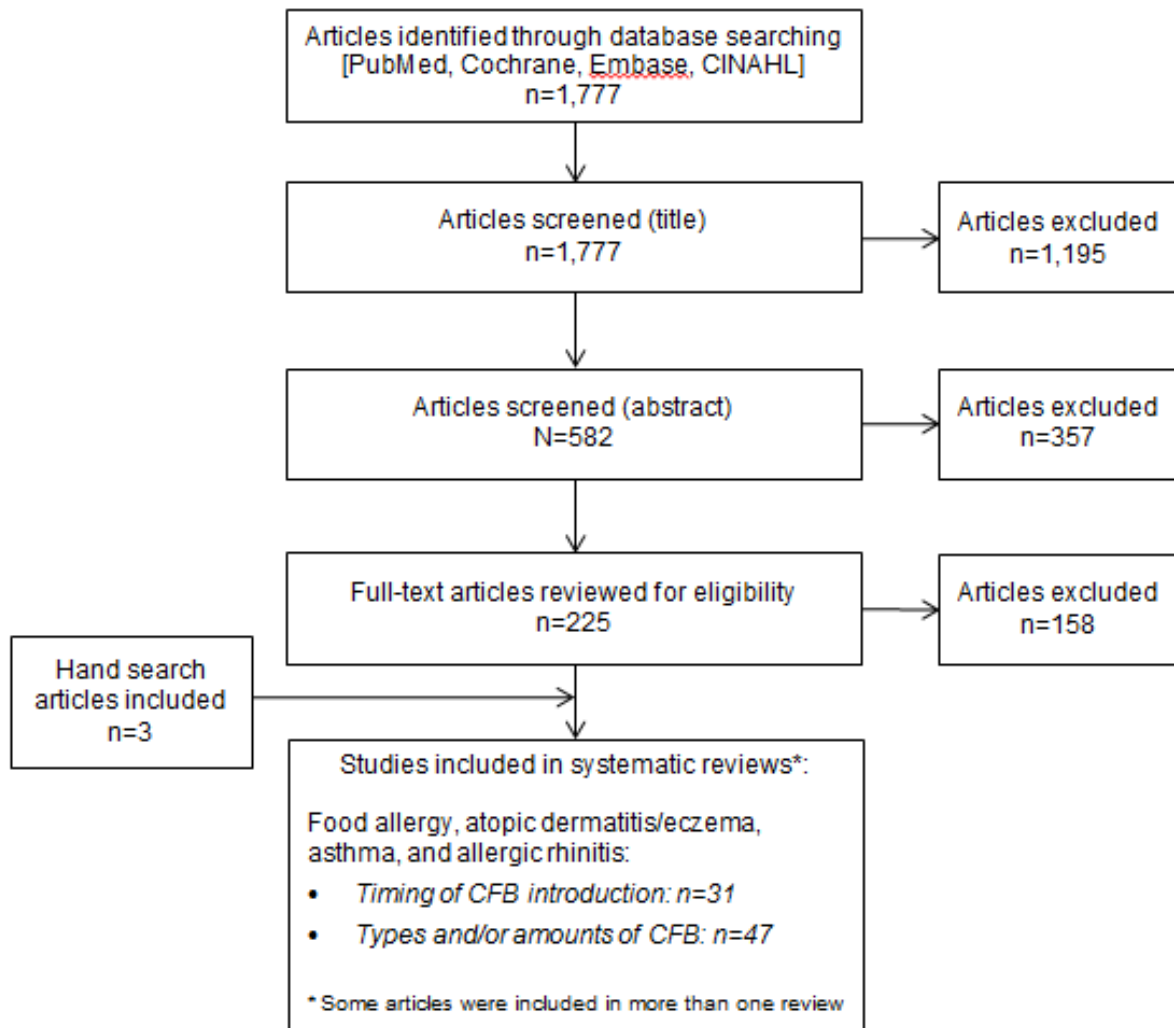 Articles identified through database searching
[PubMed, Cochrane, Embase, CINAHL]
n=1,777
Articles screened (title)
n=1,777
Articles excluded
n=1,195
Articles screened (abstract)
N=582
Articles excluded
n=357
Full-text articles reviewed for eligibility
n=225
Articles excluded
n=158
Hand search
articles included
n=3
Studies included in systematic reviews*:
Food allergy, atopic dermatitis/eczema,
asthma, and allergic rhinitis:
• Timing of CFB introduction: n=31
• Types and/or amounts of CFB: n=47
* Some articles were included in more than one review